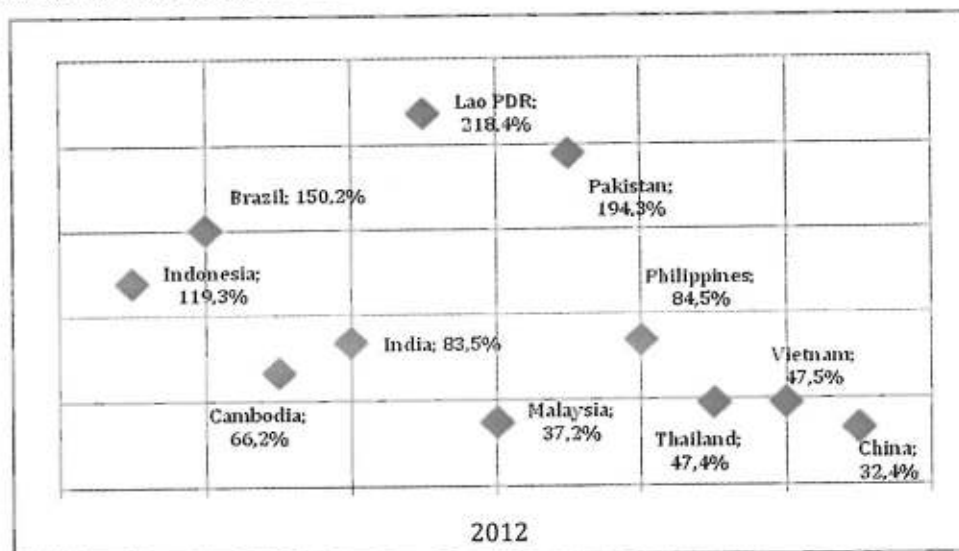 Lao PDR;
218,4%
Pakistan;
194,3%
Brazil; 150,2%
Indonesia;
119,3%
Philippines;
84,5%
India; 83,5%
Vietnam;
47,5%
Cambodia;
66,2%
Malaysia;
37,2%
Thailand;
47,4%
China;
32,4%
2012